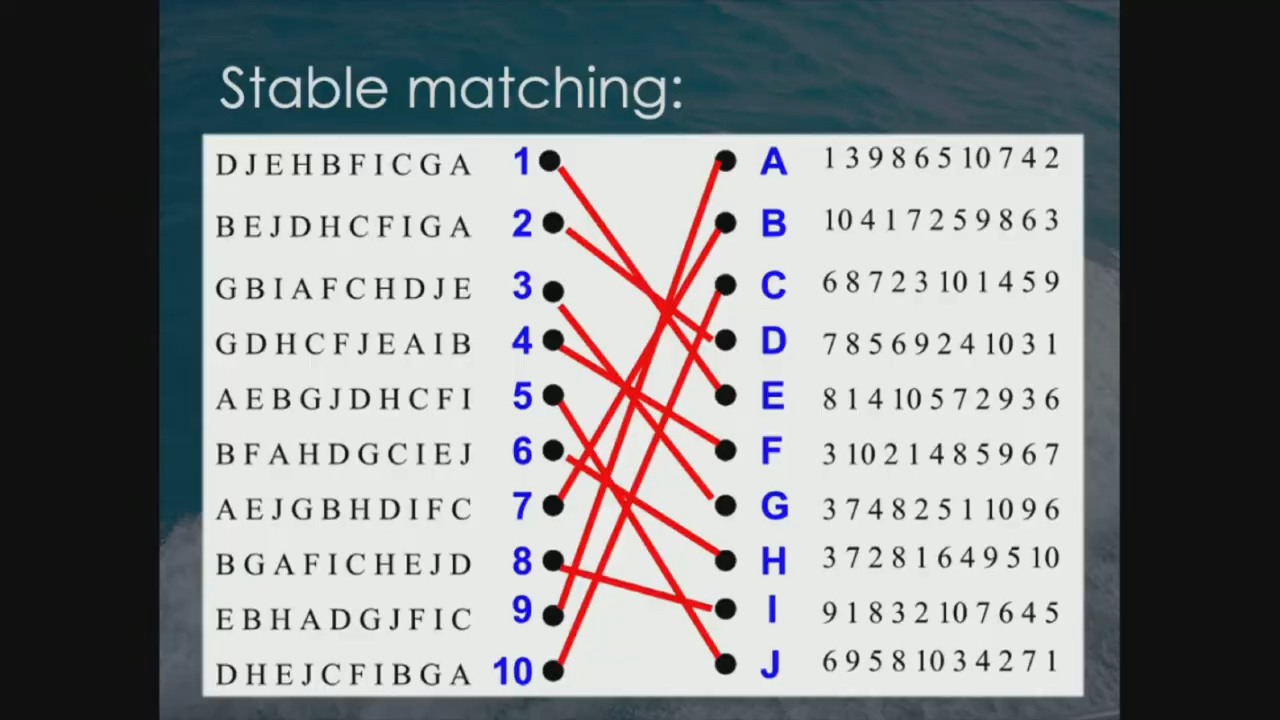 Stable matching:
D J E H B F I C G A 1 A 1 3 9 8 6 5 10 7 4 2
B E J D H C F I G A 2 B 10 4 1 7 2 5 9 8 6 3
G B I A F C H D J E 3 C 6 8 7 2 3 10 1 4 5 9
G D H C F J E A I B 4 D 7 8 5 6 9 2 4 10 3 1
A E B G J D H C F I 5 E 8 1 4 10 5 7 2 9 3 6
B F A H D G C I E J 6 F 3 10 2 1 4 8 5 9 6 7
A E J G B H D I F C 7 G 3 7 4 8 2 5 1 10 9 6
B G A F I C H E J D 8 H 3 7 2 8 1 6 4 9 5 10
E B H A D G J F I C 9 I 9 1 8 3 2 10 7 6 4 5
D H E J C F I B G A 10 J 6 9 5 8 10 3 4 2 7 1